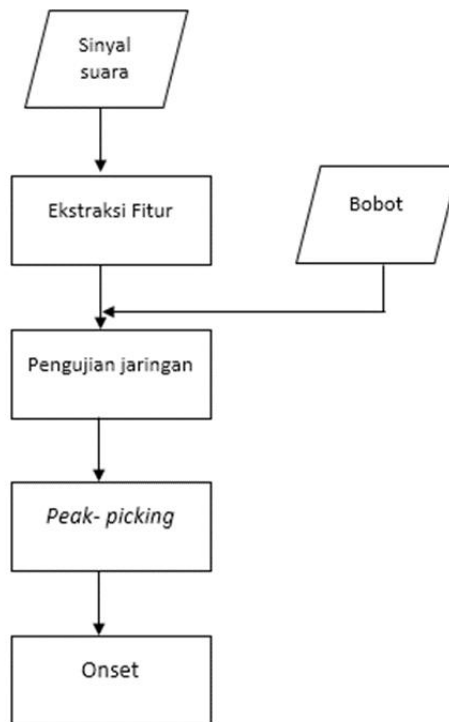 Sinyal
suara
Ekstraksi Fitur
Bobot
Pengujian jaringan
Peak- picking
Onset